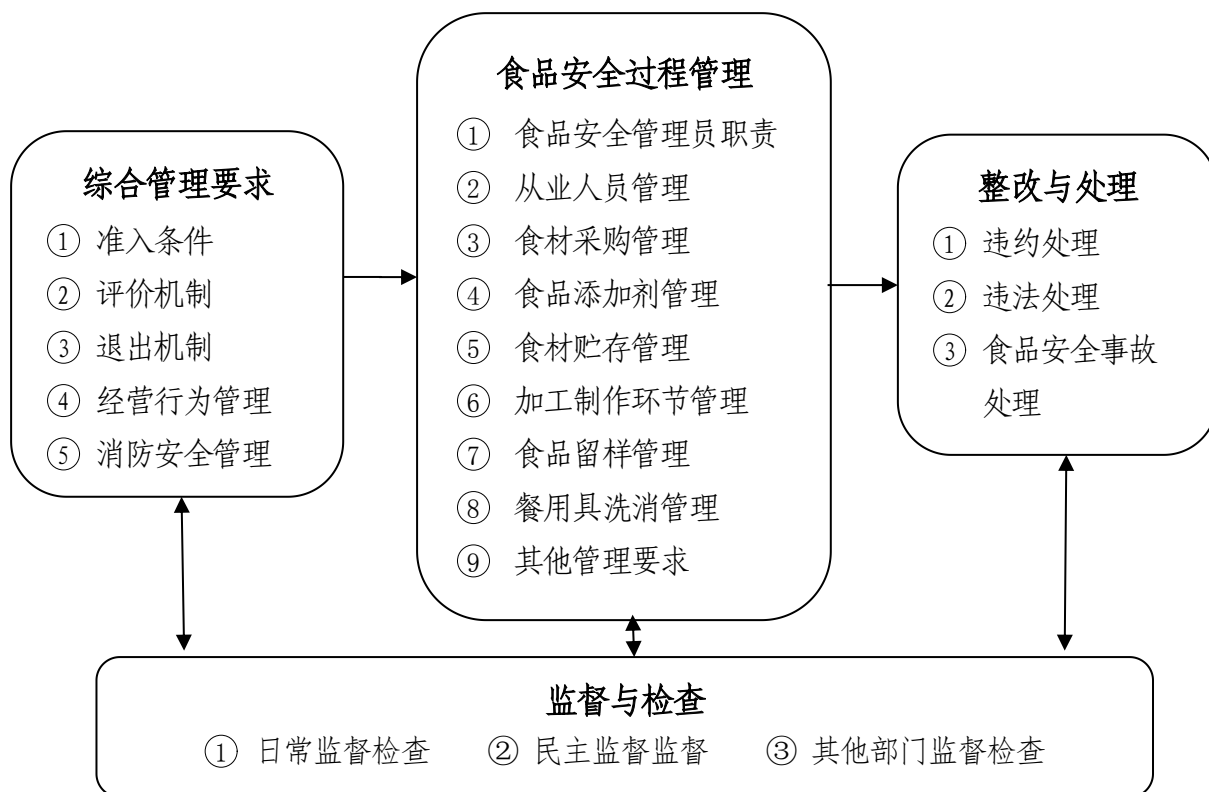 综合管理要求
① 准入条件
② 评价机制
③ 退出机制
④ 经营行为管理
⑤ 消防安全管理
食品安全过程管理
① 食品安全管理员职责
② 从业人员管理
③ 食材采购管理
④ 食品添加剂管理
⑤ 食材贮存管理
⑥ 加工制作环节管理
⑦ 食品留样管理
⑧ 餐用具洗消管理
⑨ 其他管理要求
整改与处理
① 违约处理
② 违法处理
③ 食品安全事故
处理
监督与检查
① 日常监督检查 ② 民主监督监督 ③ 其他部门监督检查